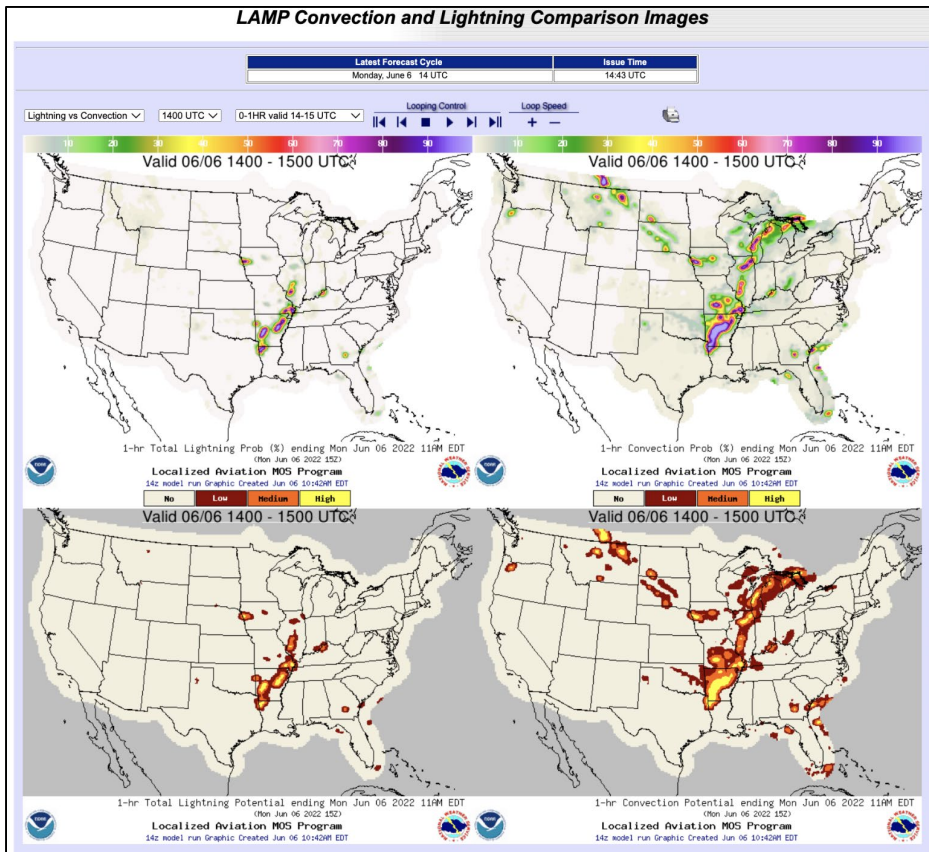 LAMP Convection and Lightning Comparison Images
Latest Forecast Cycle Issue Time
Monday, June 6 14 UTC 14:43 UTC
Looping Control Loop Speed
Lightning vs Convection 1400 UTC 0-1HR valid 14-15 UTC
10 20 30 40 50 60 70 80 90 10 20 30 40 50 60 70 80 90
Valid 06/06 1400 - 1500 UTC Valid 06/06 1400 - 1500 UTC
1-hr Total Lightning Prob (%) ending Mon Jun 06 2022 11AM EDT 1-hr Convection Prob (%) ending Mon Jun 06 2022 11AM EDT
(Mon Jun 06 2022 15Z) (Mon Jun 06 2022 15Z)
Localized Aviation MOS Program Localized Aviation MOS Program
14z model run Graphic Created Jun 06 10:42AM EDT 14z model run Graphic Created Jun 06 10:42AM EDT
No Low Medium High No Low Medium High
Valid 06/06 1400 - 1500 UTC Valid 06/06 1400 - 1500 UTC
1-hr Total Lightning Potential ending Mon Jun 06 2022 11AM EDT 1-hr Convection Potential ending Mon Jun 06 2022 11AM EDT
(Mon Jun 06 2022 15Z) (Mon Jun 06 2022 15Z)
Localized Aviation MOS Program Localized Aviation MOS Program
14z model run Graphic Created Jun 06 10:42AM EDT 14z model run Graphic Created Jun 06 10:42AM EDT